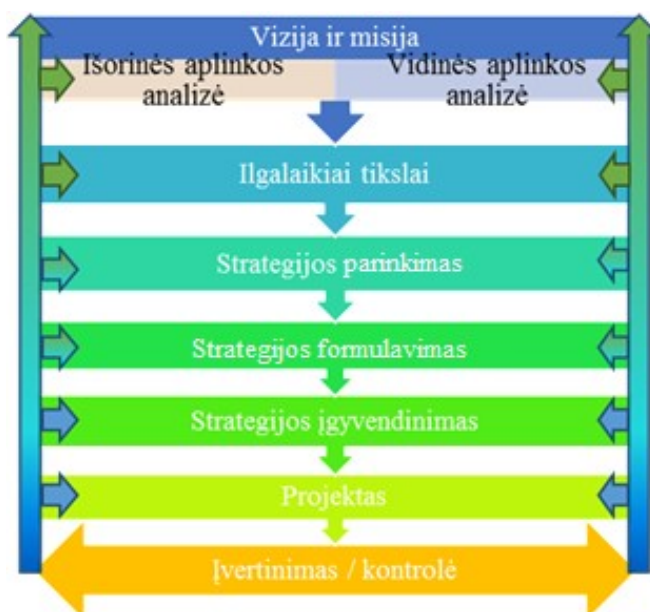 Vizija ir misija
Išorinės aplinkos
analizė
Vidinės aplinkos
analizė
Ilgalaikiai tikslai
Strategijos parinkimas
Strategijos formulavimas
Strategijos įgyvendinimas
Projektas
Įvertinimas / kontrolė